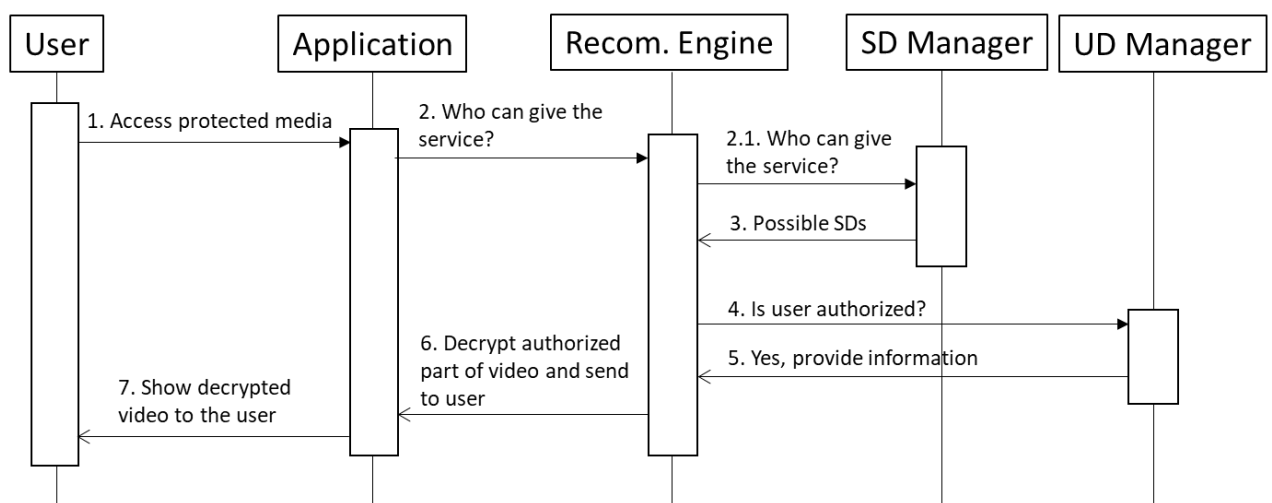 User
Application
Recom. Engine
SD Manager
UD Manager
1. Access protected media
2. Who can give the
service?
2.1. Who can give
the service?
3. Possible SDs
4. Is user authorized?
5. Yes, provide information
6. Decrypt authorized
part of video and send
to user
7. Show decrypted
video to the user